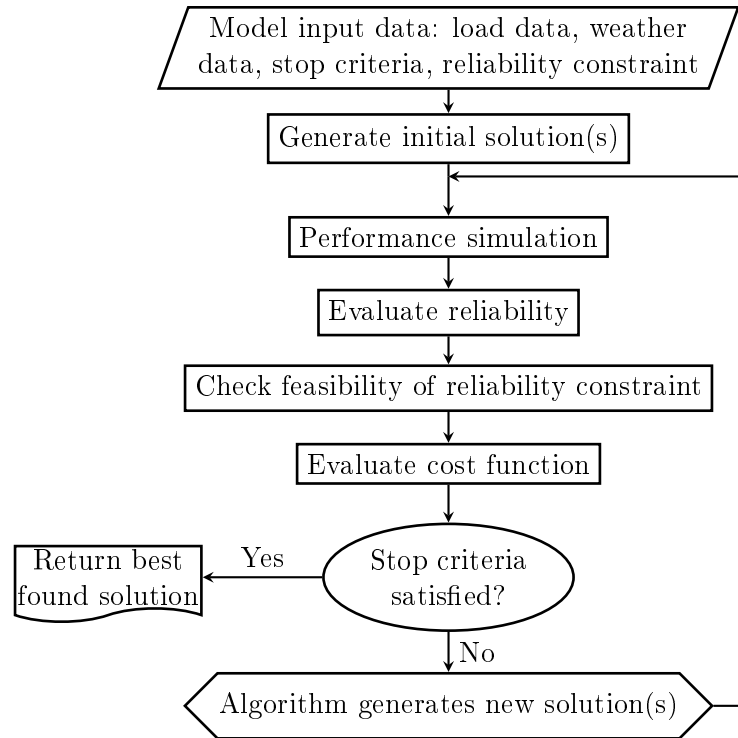 Model input data: load data, weather
data, stop criteria, reliability constraint
Generate initial solution(s)
Performance simulation
Evaluate reliability
Check feasibility of reliability constraint
Evaluate cost function
Stop criteria
satisfied?
Yes
Return best
found solution
No
Algorithm generates new solution(s)